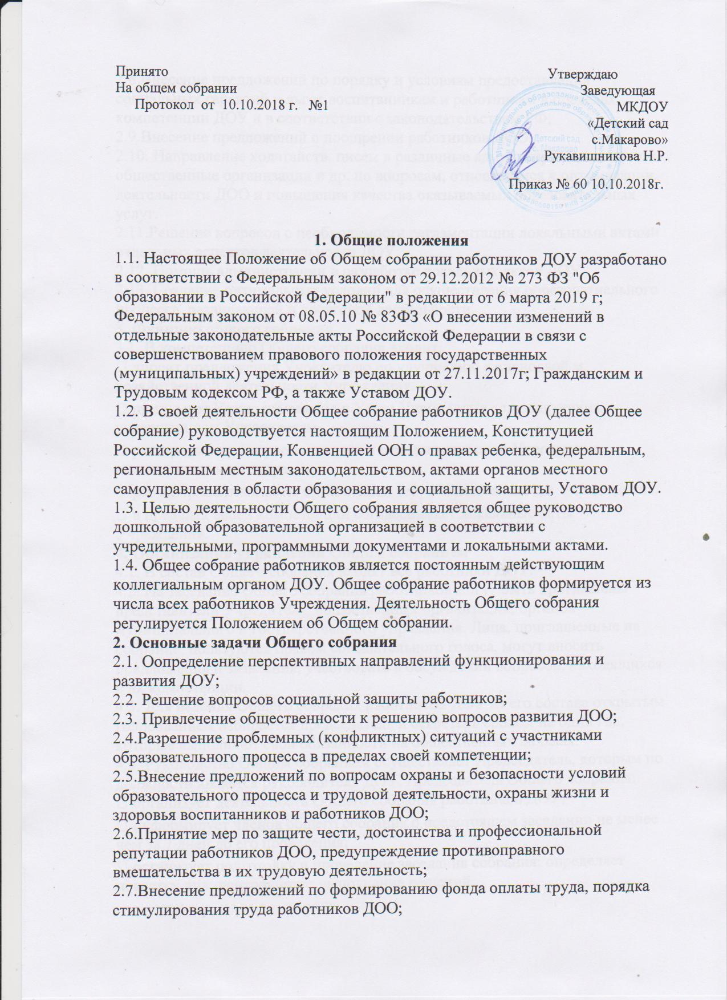 Принято
На общем собрании
Протокол от 10.10.2018 г. №1
Утверждаю
Заведующая
МКДОУ
«Детский сад
с.Макарово»
Рукавишникова Н.Р.
Приказ № 60 10.10.2018г.
1. Общие положения
1.1. Настоящее Положение об Общем собрании работников ДОУ разработано
в соответствии с Федеральным законом от 29.12.2012 № 273 ФЗ "Об
образовании в Российской Федерации" в редакции от 6 марта 2019 г;
Федеральным законом от 08.05.10 № 83ФЗ «О внесении изменений в
отдельные законодательные акты Российской Федерации в связи с
совершенствованием правового положения государственных
(муниципальных) учреждений» в редакции от 27.11.2017г; Гражданским и
Трудовым кодексом РФ, а также Уставом ДОУ.
1.2. В своей деятельности Общее собрание работников ДОУ (далее Общее
собрание) руководствуется настоящим Положением, Конституцией
Российской Федерации, Конвенцией ООН о правах ребенка, федеральным,
региональным местным законодательством, актами органов местного
самоуправления в области образования и социальной защиты, Уставом ДОУ.
1.3. Целью деятельности Общего собрания является общее руководство
дошкольной образовательной организацией в соответствии с
учредительными, программными документами и локальными актами.
1.4. Общее собрание работников является постоянным действующим
коллегиальным органом ДОУ. Общее собрание работников формируется из
числа всех работников Учреждения. Деятельность Общего собрания
регулируется Положением об Общем собрании.
2. Основные задачи Общего собрания
2.1. Оопределение перспективных направлений функционирования и
развития ДОУ;
2.2. Решение вопросов социальной защиты работников;
2.3. Привлечение общественности к решению вопросов развития ДОО;
2.4.Разрешение проблемных (конфликтных) ситуаций с участниками
образовательного процесса в пределах своей компетенции;
2.5.Внесение предложений по вопросам охраны и безопасности условий
образовательного процесса и трудовой деятельности, охраны жизни и
здоровья воспитанников и работников ДОО;
2.6.Принятие мер по защите чести, достоинства и профессиональной
репутации работников ДОО, предупреждение противоправного
вмешательства в их трудовую деятельность;
2.7.Внесение предложений по формированию фонда оплаты труда, порядка
стимулирования труда работников ДОО;